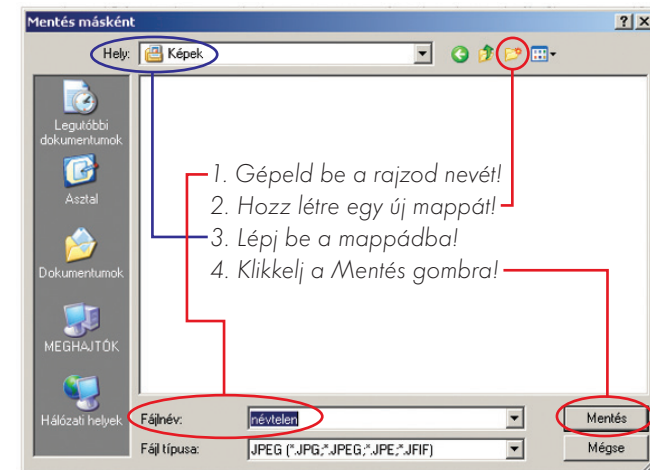 Mentés másként
Hely: Képek
Legutóbbi
dokumentumok
Asztal
Dokumentumok
MEGHAJTÓK
Hálózati helyek
1. Gépeld be a rajzod nevét!
2. Hozz létre egy új mappát!
3. Lépj be a mappádba!
4. Klikkelj a Mentés gombra!
Fájlnév: névtelen Mentés
Fájl típusa: JPEG (*.JPG;*.JPEG;*.JPE;*.JFIF) Mégse